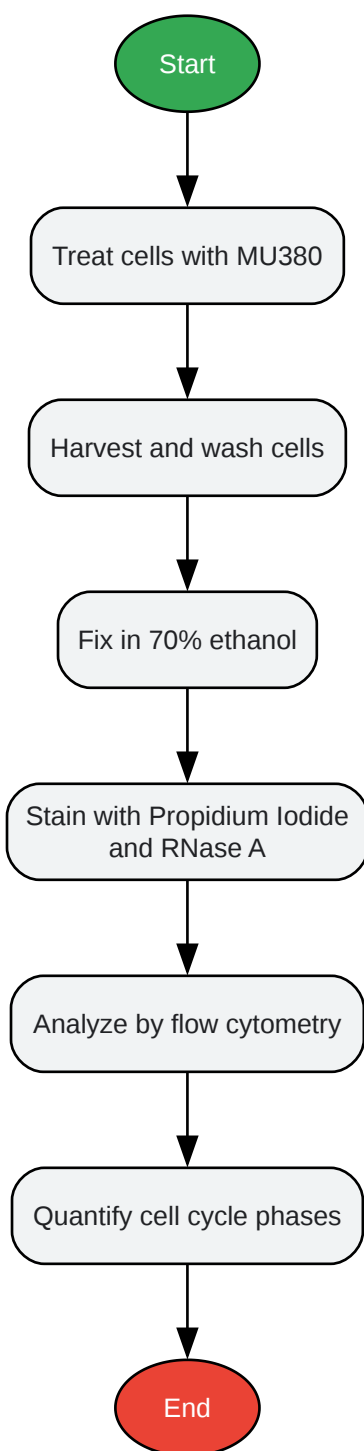 Start
Treat cells with MU380
Harvest and wash cells
Fix in 70% ethanol
Stain with Propidium Iodide
and RNase A
Analyze by flow cytometry
Quantify cell cycle phases
End